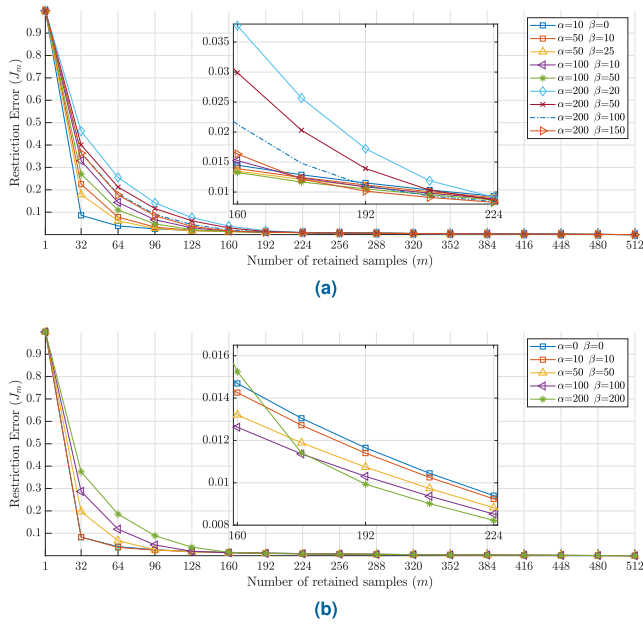 0.9
0.8
0.7
0.6
0.5
0.4
0.3
0.2
0.1
Restriction Error (J_m)
1 32 64 96 128 160 192 224 256 288 320 352 384 416 448 480 512
Number of retained samples (m)
0.035
0.03
0.025
0.02
0.015
0.01
160 192 224
α=10 β=0
α=50 β=10
α=50 β=25
α=100 β=10
α=100 β=50
α=200 β=20
α=200 β=50
α=200 β=100
α=200 β=150
(a)
0.9
0.8
0.7
0.6
0.5
0.4
0.3
0.2
0.1
Restriction Error (J_m)
1 32 64 96 128 160 192 224 256 288 320 352 384 416 448 480 512
Number of retained samples (m)
0.016
0.014
0.012
0.01
0.008
160 192 224
α=0 β=0
α=10 β=10
α=50 β=50
α=100 β=100
α=200 β=200
(b)